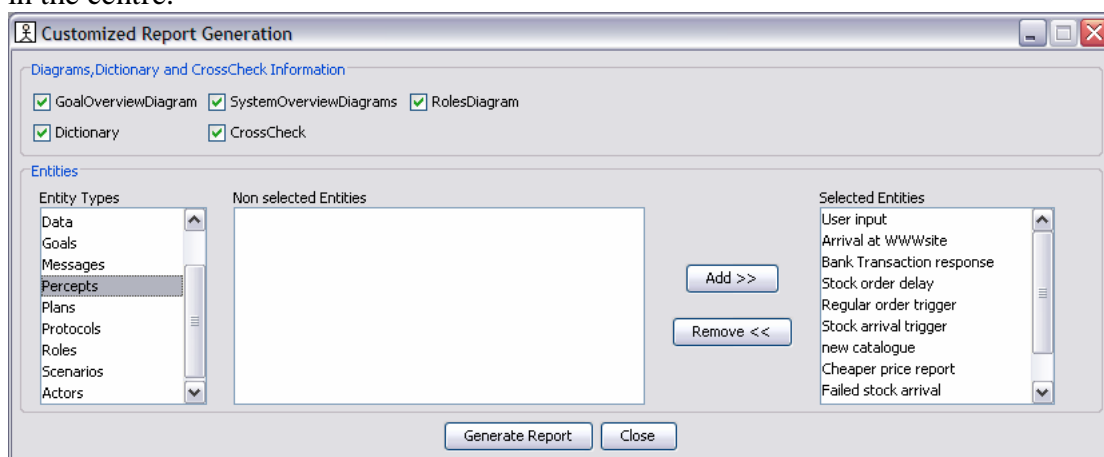 in the centre.
Customized Report Generation
Diagrams,Dictionary and CrossCheck Information
GoalOverviewDiagram SystemOverviewDiagrams RolesDiagram
Dictionary CrossCheck
Entities
Entity Types
Data
Goals
Messages
Percepts
Plans
Protocols
Roles
Scenarios
Actors
Non selected Entities
Add >>
Remove <<
Selected Entities
User input
Arrival at WWWsite
Bank Transaction response
Stock order delay
Regular order trigger
Stock arrival trigger
new catalogue
Cheaper price report
Failed stock arrival
Generate Report Close